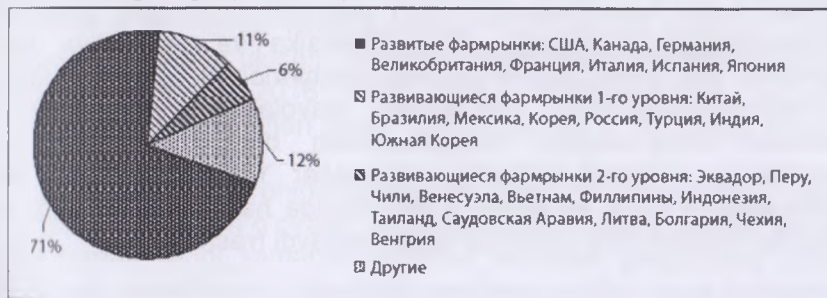 11%
6%
12%
71%
Развитые фармрынки: США, Канада, Германия,
Великобритания, Франция, Италия, Испания, Япония
Развивающиеся фармрынки 1-го уровня: Китай,
Бразилия, Мексика, Корея, Россия, Турция, Индия,
Южная Корея
Развивающиеся фармрынки 2-го уровня: Эквадор, Перу,
Чили, Венесуэла, Вьетнам, Филлипины, Индонезия,
Таиланд, Саудовская Аравия, Литва, Болгария, Чехия,
Венгрия
Другие